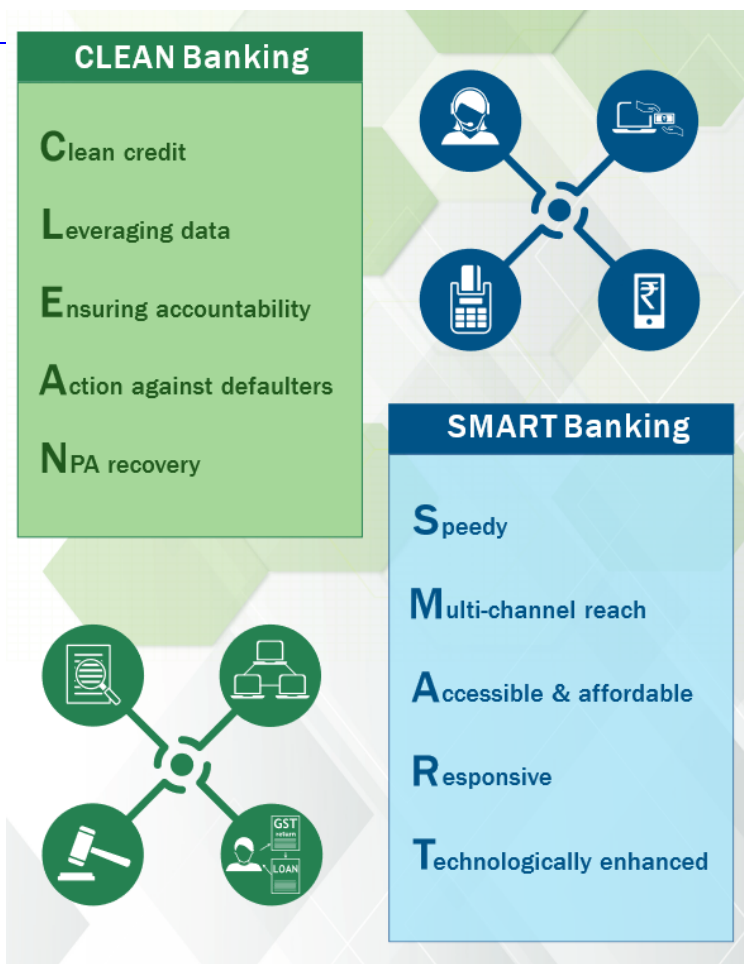 CLEAN Banking
Clean credit
Leveraging data
Ensuring accountability
Action against defaulters
NPA recovery
₹
SMART Banking
Speedy
Multi-channel reach
Accessible & affordable
Responsive
Technologically enhanced
GST
return
LOAN